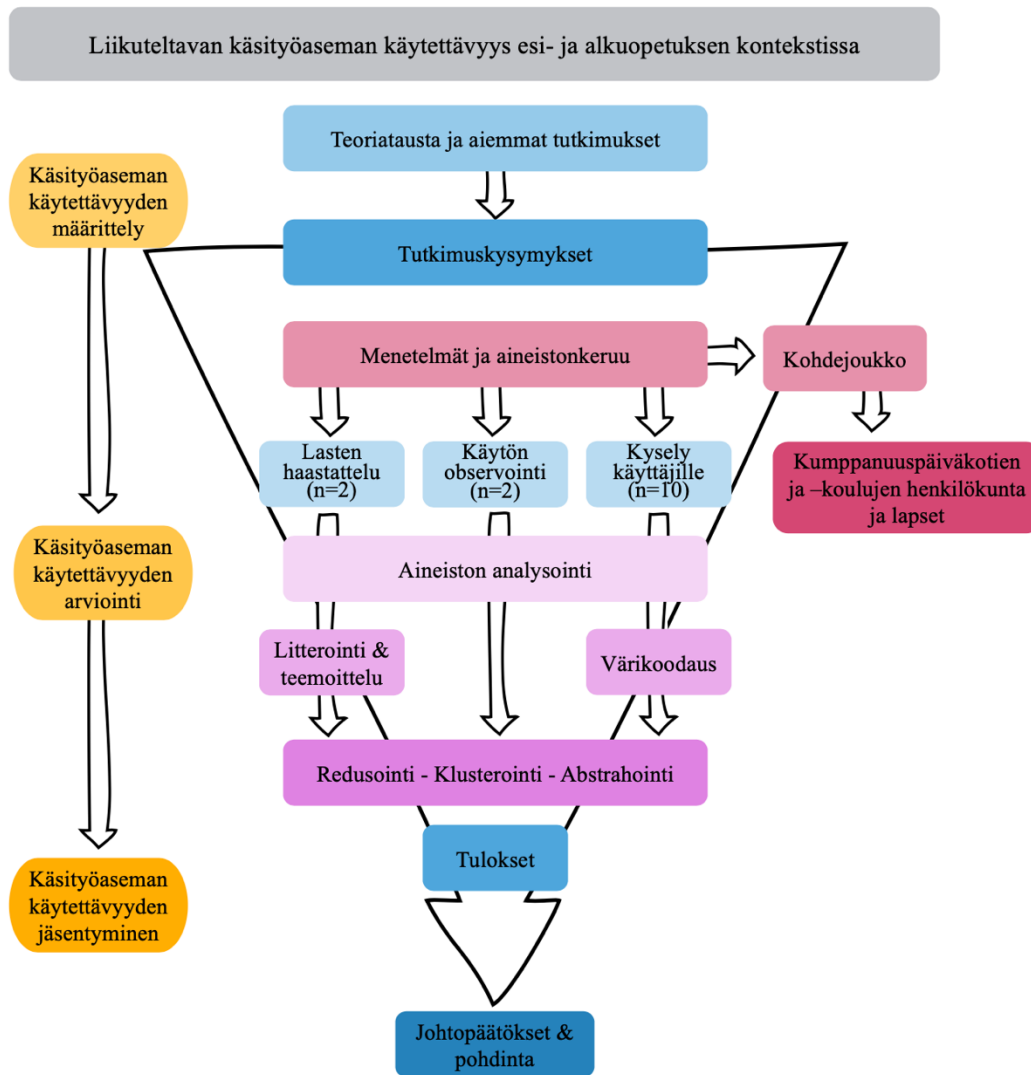 Liikuteltavan käsityöaseman käytettävyys esi- ja alkuopetuksen kontekstissa
Teoriatausta ja aiemmat tutkimukset
Käsityöaseman
käytettävyyden
määrittely
Tutkimuskysymykset
Menetelmät ja aineistonkeruu
Kohdejoukko
Lasten
haastattelu
(n=2)
Käytön
observointi
(n=2)
Kysely
käyttäjille
(n=10)
Kumppanuuspäiväkotien
ja –koulujen henkilökunta
ja lapset
Käsityöaseman
käytettävyyden
arviointi
Aineiston analysointi
Litterointi &
teemoittelu
Värikoodaus
Redusointi - Klusterointi - Abstrahointi
Tulokset
Käsityöaseman
käytettävyyden
jäsentyminen
Johtopäätökset &
pohdinta